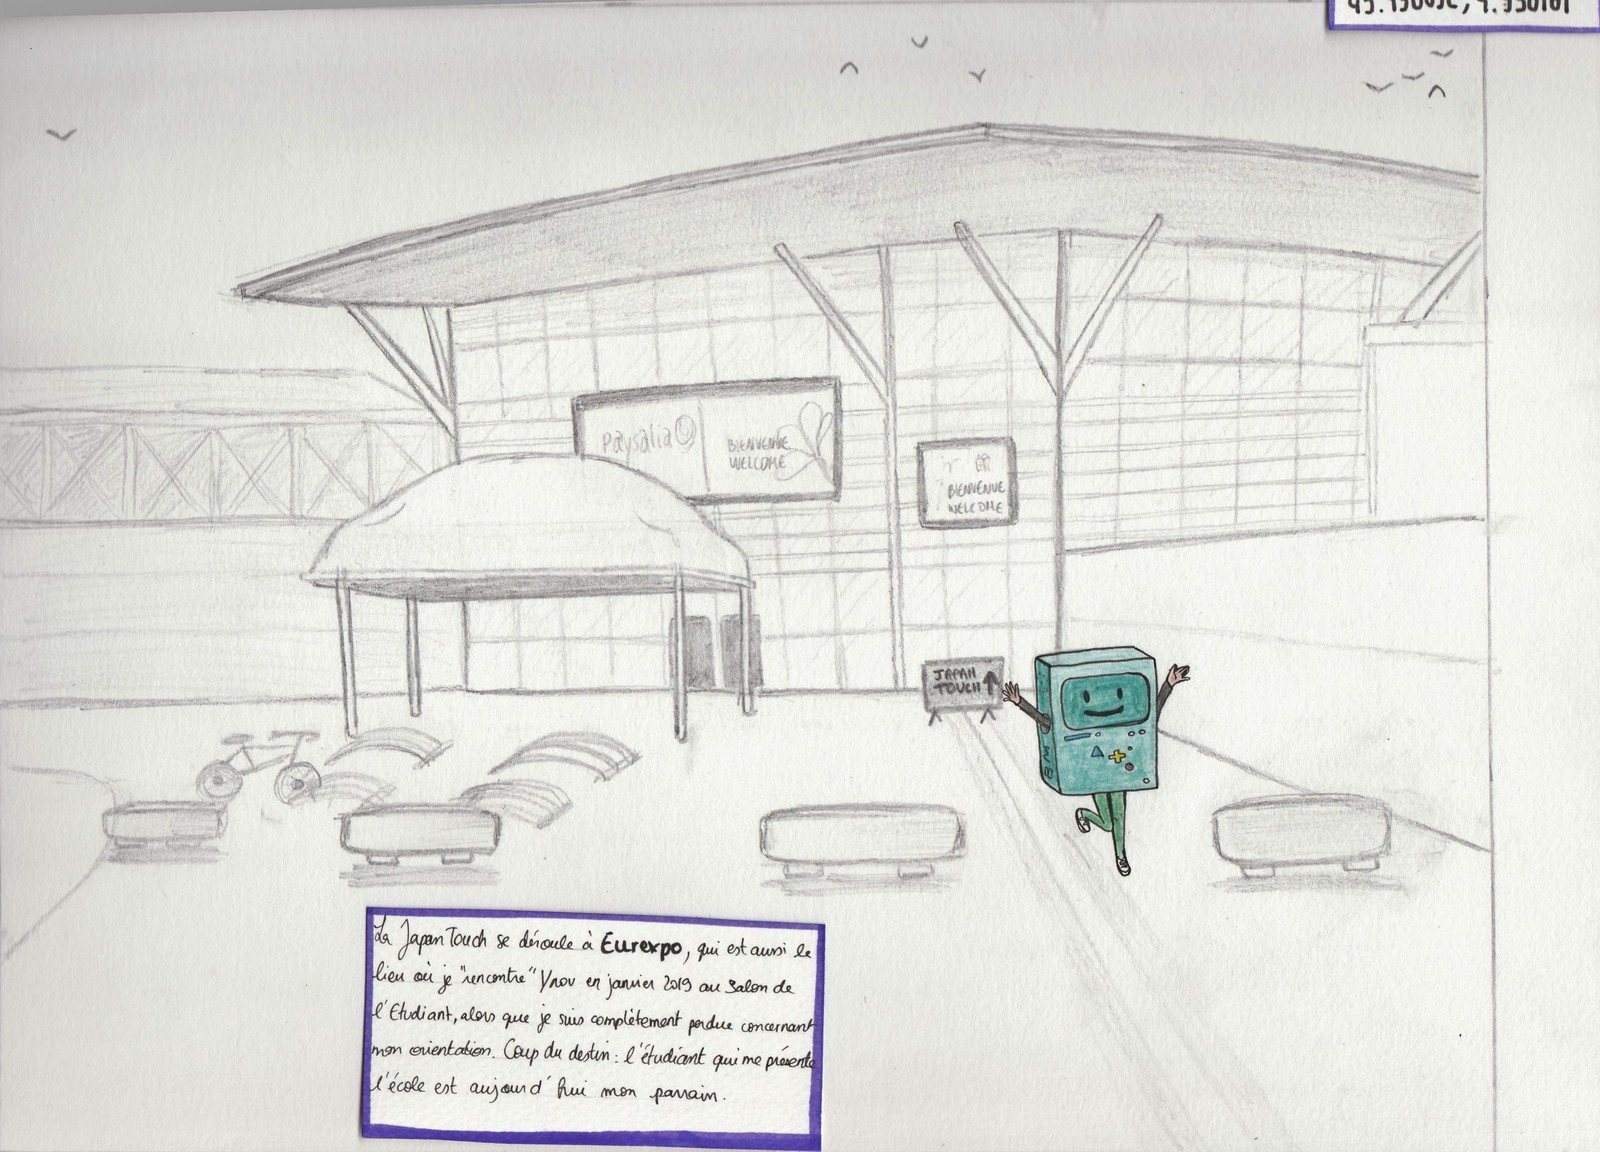 Paysalia
BIENVENUE
WELCOME
BIENVENUE
WELCOME
JAPAN
TOUCH
BMO
La Japan Touch se déroule à Eurexpo, qui est aussi le
lieu où je "rencontre" Ynov en janvier 2019 au Salon de
l'Etudiant, alors que je suis complètement perdue concernant
mon orientation. Coup du destin : l'étudiant qui me présente
l'école est aujourd'hui mon parrain.